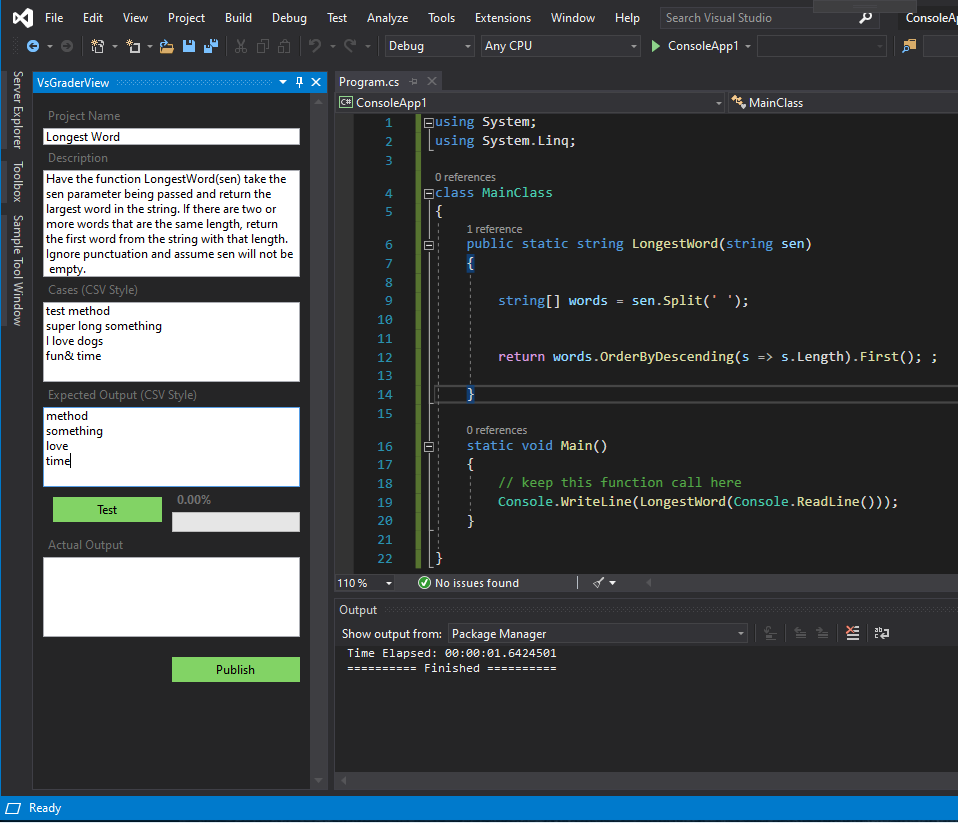 File Edit View Project Build Debug Test Analyze Tools Extensions Window Help Search Visual Studio ConsoleA
Debug Any CPU ConsoleApp1
Server Explorer
Toolbox
Sample Tool Window
VsGraderView
Project Name
Longest Word
Description
Have the function LongestWord(sen) take the
sen parameter being passed and return the
largest word in the string. If there are two or
more words that are the same length, return
the first word from the string with that length.
Ignore punctuation and assume sen will not be
empty.
Cases (CSV Style)
test method
super long something
I love dogs
fun& time
Expected Output (CSV Style)
method
something
love
time
Test 0.00%
Actual Output
Publish
Program.cs
C# ConsoleApp1 MainClass
1 using System;
2 using System.Linq;
3
0 references
4 class MainClass
5 {
1 reference
6 public static string LongestWord(string sen)
7 {
8
9 string[] words = sen.Split(' ');
10
11
12 return words.OrderByDescending(s => s.Length).First(); ;
13
14 }
15
0 references
16 static void Main()
17 {
18 // keep this function call here
19 Console.WriteLine(LongestWord(Console.ReadLine()));
20 }
21
22 }
110 % No issues found
Output
Show output from: Package Manager
Time Elapsed: 00:00:01.6424501
========== Finished ==========
Ready